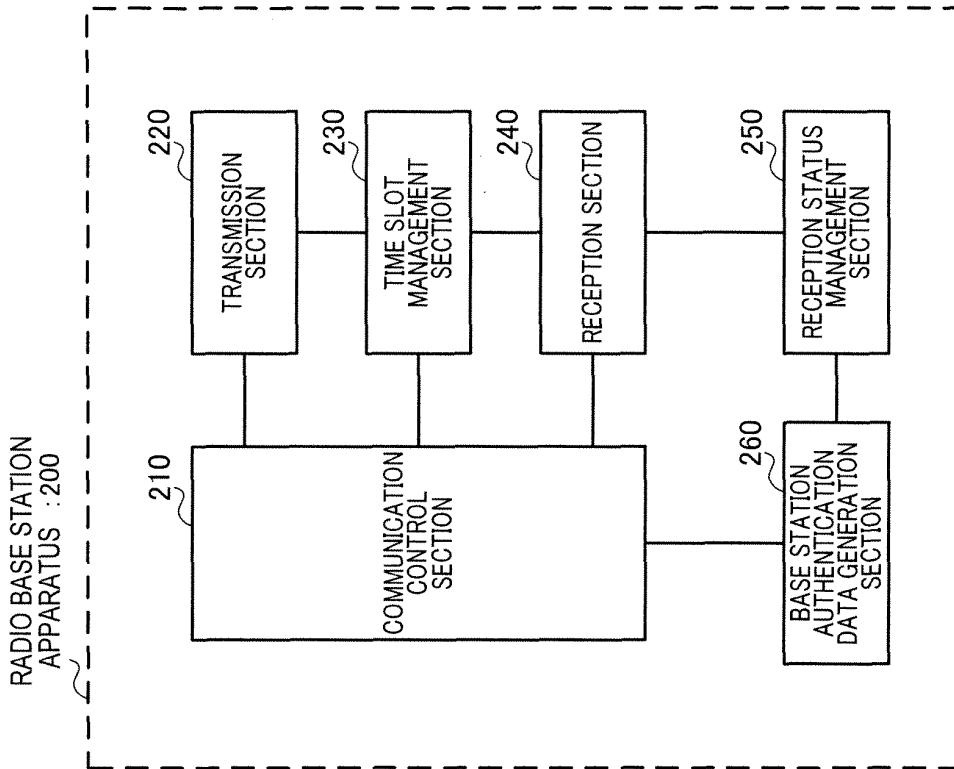 RADIO BASE STATION
APPARATUS :200
210
COMMUNICATION
CONTROL
SECTION
220
TRANSMISSION
SECTION
230
TIME SLOT
MANAGEMENT
SECTION
240
RECEPTION SECTION
250
RECEPTION STATUS
MANAGEMENT
SECTION
260
BASE STATION
AUTHENTICATION
DATA GENERATION
SECTION